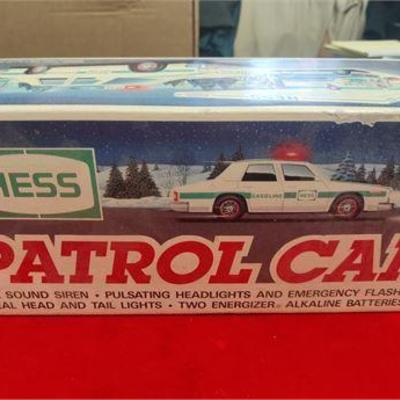 HESS
GASOLINE HESS
PATROL CAR
SOUND SIREN • PULSATING HEADLIGHTS AND EMERGENCY FLASH
HEAD AND TAIL LIGHTS • TWO ENERGIZER® ALKALINE BATTERIES